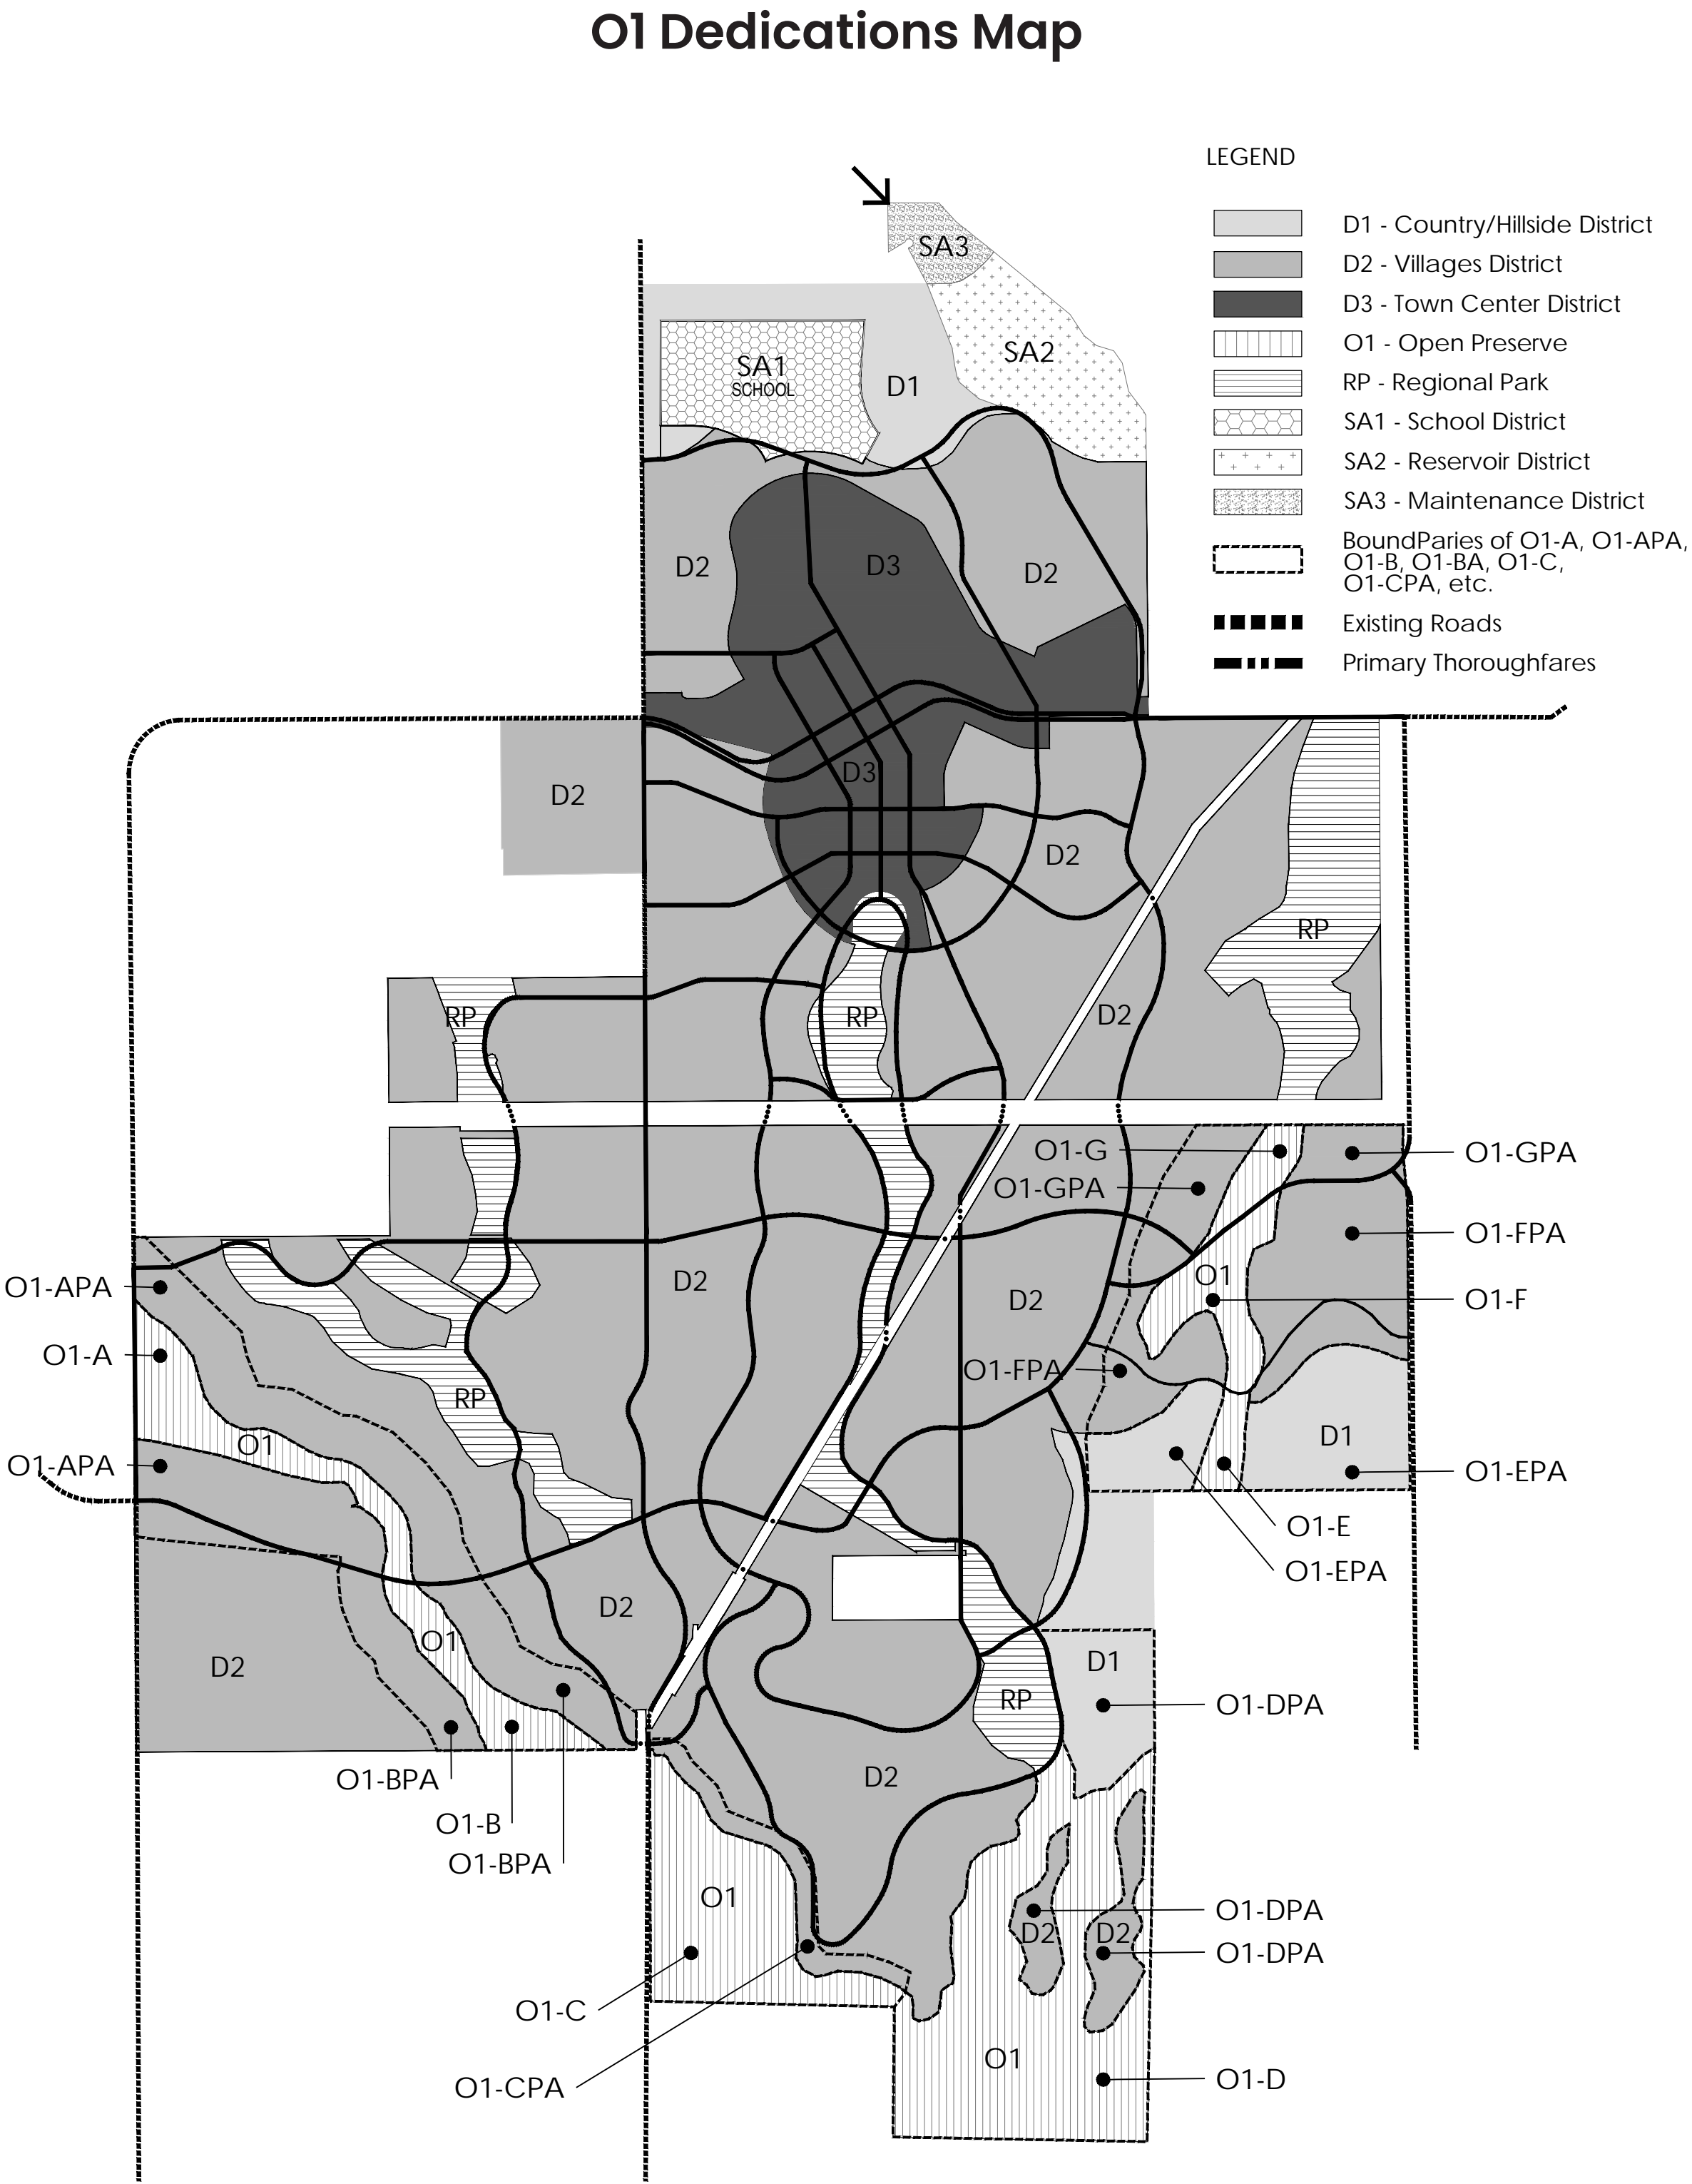 O1 Dedications Map
LEGEND
D1 - Country/Hillside District
D2 - Villages District
D3 - Town Center District
O1 - Open Preserve
RP - Regional Park
SA1 - School District
SA2 - Reservoir District
SA3 - Maintenance District
BoundParies of O1-A, O1-APA,
O1-B, O1-BA, O1-C,
O1-CPA, etc.
Existing Roads
Primary Thoroughfares
SA3
SA2
SA1
SCHOOL
D1
D2
D3
D2
D3
D2
D2
RP
RP
RP
D2
O1-G
O1-GPA
O1-GPA
O1-FPA
O1
O1-F
O1-APA
D2
D2
O1-A
O1-FPA
RP
D1
O1
O1-APA
O1-EPA
O1-E
O1-EPA
D2
O1
D2
D1
RP
O1-DPA
O1-BPA
D2
O1-B
O1-BPA
O1
O1-DPA
D2
D2
O1-DPA
O1-C
O1
O1-D
O1-CPA